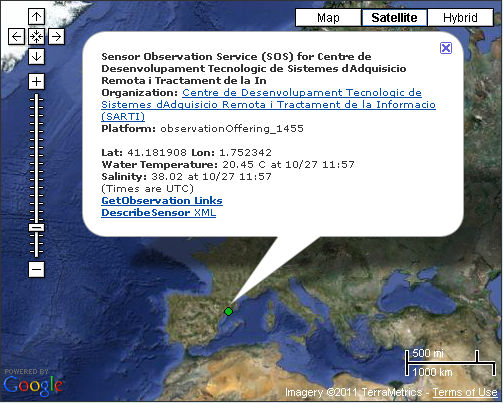 Map Satellite Hybrid
Sensor Observation Service (SOS) for Centre de
Desenvolupament Tecnologic de Sistemes dAdquisicio
Remota i Tractament de la In
Organization: Centre de Desenvolupament Tecnologic de
Sistemes dAdquisicio Remota i Tractament de la Informacio
(SARTI)
Platform: observationOffering_1455
Lat: 41.181908 Lon: 1.752342
Water Temperature: 20.45 C at 10/27 11:57
Salinity: 38.02 at 10/27 11:57
(Times are UTC)
GetObservation Links
DescribeSensor XML
500 mi
1000 km
POWERED BY
Google
Imagery ©2011 TerraMetrics - Terms of Use